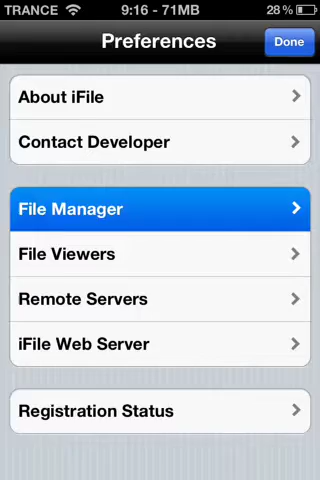 TRANCE 9:16 - 71MB 28%
Preferences Done
About iFile
Contact Developer
File Manager
File Viewers
Remote Servers
iFile Web Server
Registration Status